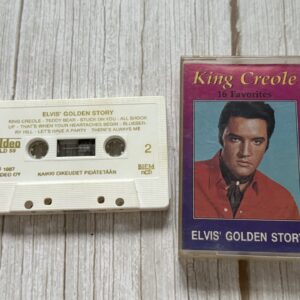 ELVIS' GOLDEN STORY
KING CREOLE - TEDDY BEAR - STUCK ON YOU - ALL SHOOK
UP - THAT'S WHEN YOUR HEARTACHES BEGIN - BLUEBER-
RY HILL - LET'S HAVE A PARTY - THERE'S ALWAYS ME
2
1987
KAIKKI OIKEUDET PIDÄTETÄÄN
BIEM
ncb
King Creole
16 Favorites
ELVIS' GOLDEN STORY